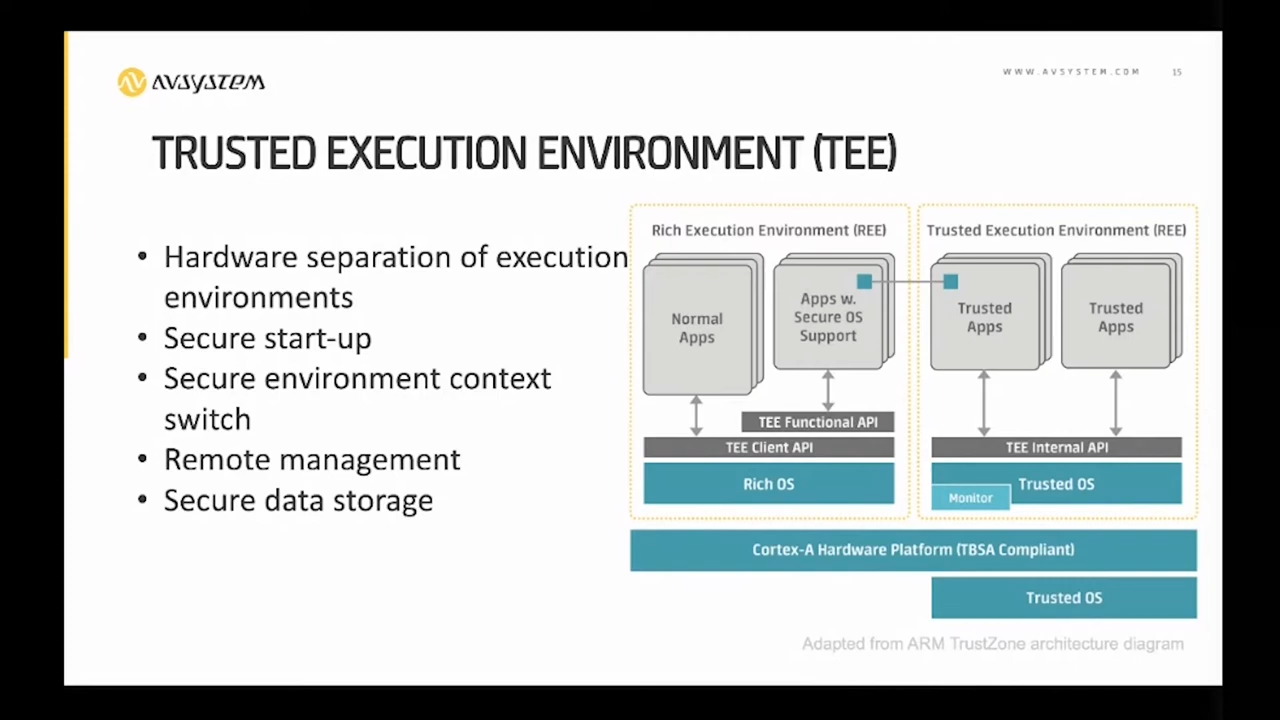 AVSYSTEM
WWW.AVSYSTEM.COM
15
TRUSTED EXECUTION ENVIRONMENT (TEE)
• Hardware separation of execution
environments
• Secure start-up
• Secure environment context
switch
• Remote management
• Secure data storage
Rich Execution Environment (REE)
Normal
Apps
Apps w.
Secure OS
Support
TEE Functional API
TEE Client API
Rich OS
Trusted Execution Environment (REE)
Trusted
Apps
Trusted
Apps
TEE Internal API
Trusted OS
Monitor
Cortex-A Hardware Platform (TBSA Compliant)
Trusted OS
Adapted from ARM TrustZone architecture diagram